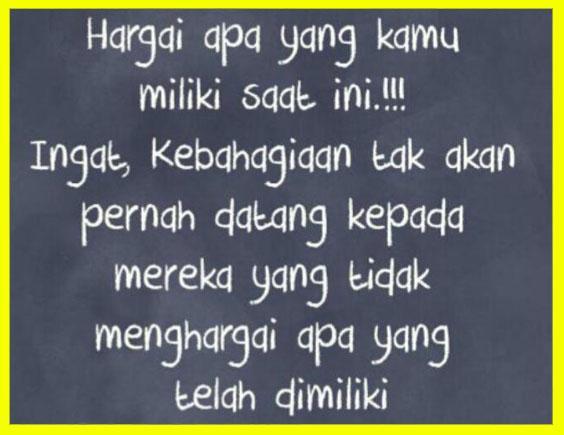 Hargai apa yang kamu
miliki saat ini.!!!
Ingat, Kebahagiaan tak akan
pernah datang kepada
mereka yang tidak
menghargai apa yang
telah dimiliki